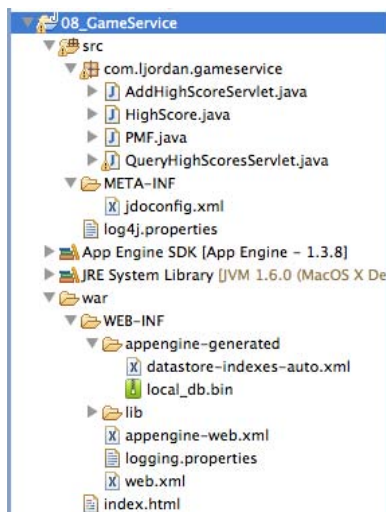 08_GameService
src
com.ljordan.gameservice
AddHighScoreServlet.java
HighScore.java
PMF.java
QueryHighScoresServlet.java
META-INF
jdoconfig.xml
log4j.properties
App Engine SDK [App Engine - 1.3.8]
JRE System Library [JVM 1.6.0 (MacOS X De
war
WEB-INF
appengine-generated
datastore-indexes-auto.xml
local_db.bin
lib
appengine-web.xml
logging.properties
web.xml
index.html